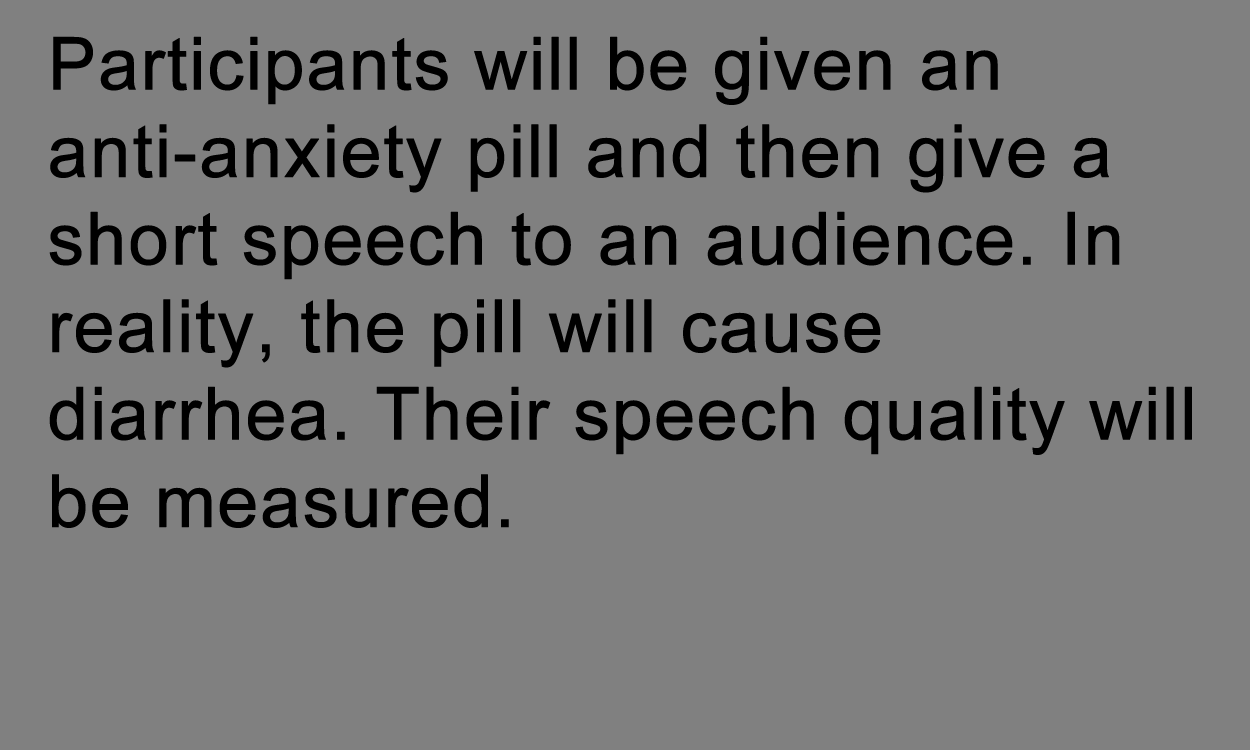 Participants will be given an
anti-anxiety pill and then give a
short speech to an audience. In
reality, the pill will cause
diarrhea. Their speech quality will
be measured.